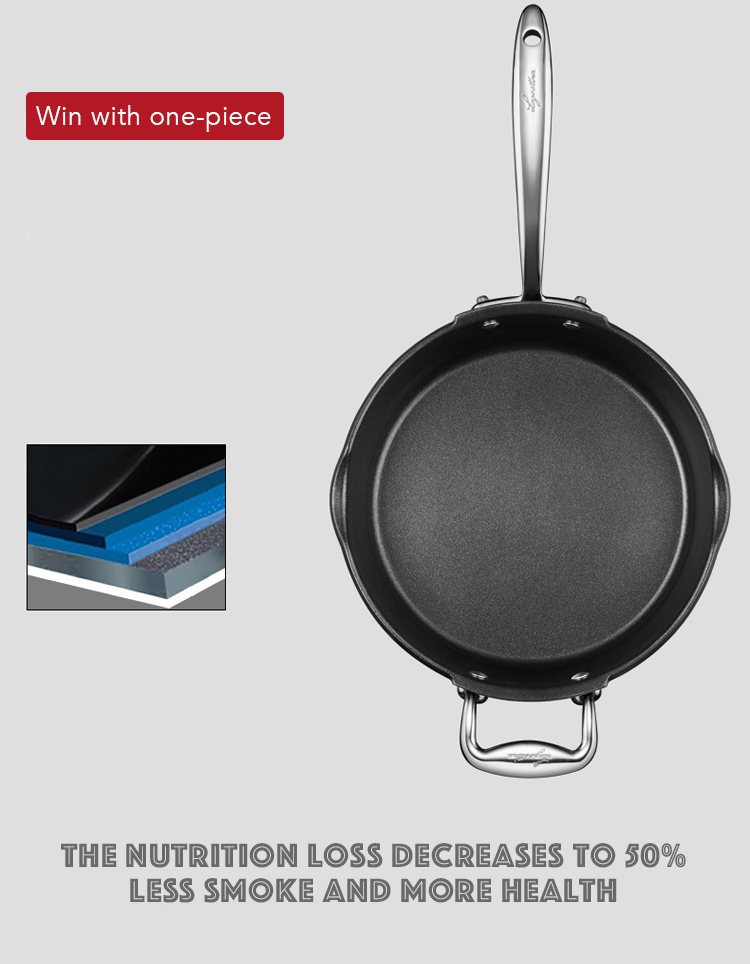 Win with one-piece
THE NUTRITION LOSS DECREASES TO 50%
LESS SMOKE AND MORE HEALTH